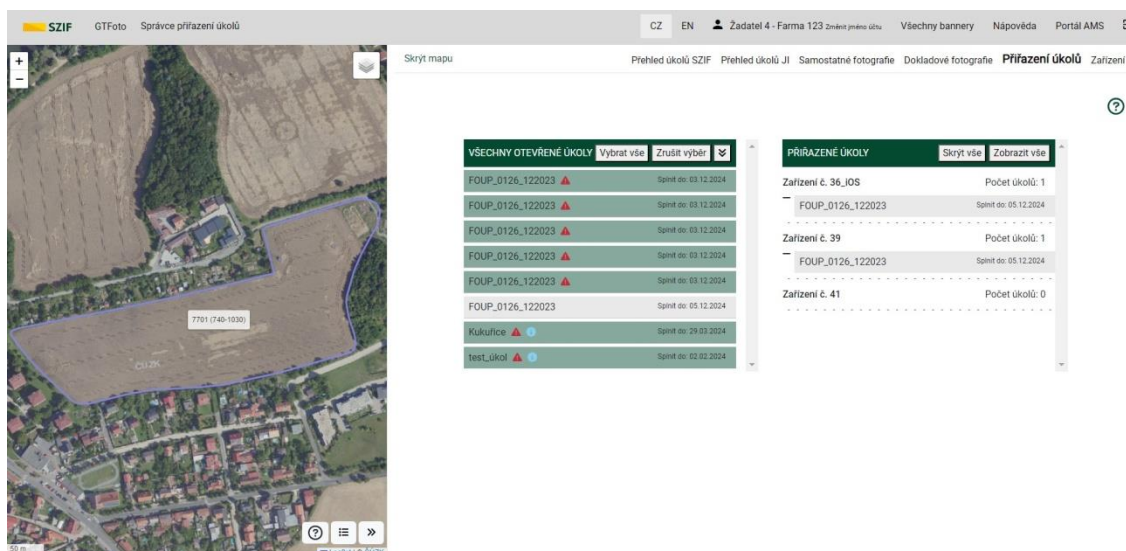 SZIF GTFoto Správce přiřazení úkolů CZ EN Žadatel 4 - Farma 123 Změnit jméno účtu Všechny bannery Nápověda Portál AMS
Skrýt mapu Přehled úkolů SZIF Přehled úkolů JI Samostatné fotografie Dokladové fotografie Přiřazení úkolů Zařízení
+
−
?
VŠECHNY OTEVŘENÉ ÚKOLY Vybrat vše Zrušit výběr
FOUP_0126_122023 Splnit do: 03.12.2024
FOUP_0126_122023 Splnit do: 03.12.2024
FOUP_0126_122023 Splnit do: 03.12.2024
FOUP_0126_122023 Splnit do: 03.12.2024
FOUP_0126_122023 Splnit do: 03.12.2024
FOUP_0126_122023 Splnit do: 05.12.2024
Kukuřice Splnit do: 29.03.2024
test_úkol Splnit do: 02.02.2024
PŘIŘAZENÉ ÚKOLY Skrýt vše Zobrazit vše
Zařízení č. 36_iOS Počet úkolů: 1
FOUP_0126_122023 Splnit do: 05.12.2024
Zařízení č. 39 Počet úkolů: 1
FOUP_0126_122023 Splnit do: 05.12.2024
Zařízení č. 41 Počet úkolů: 0
7701 (740-1030)
ČÚZK
?
50 m